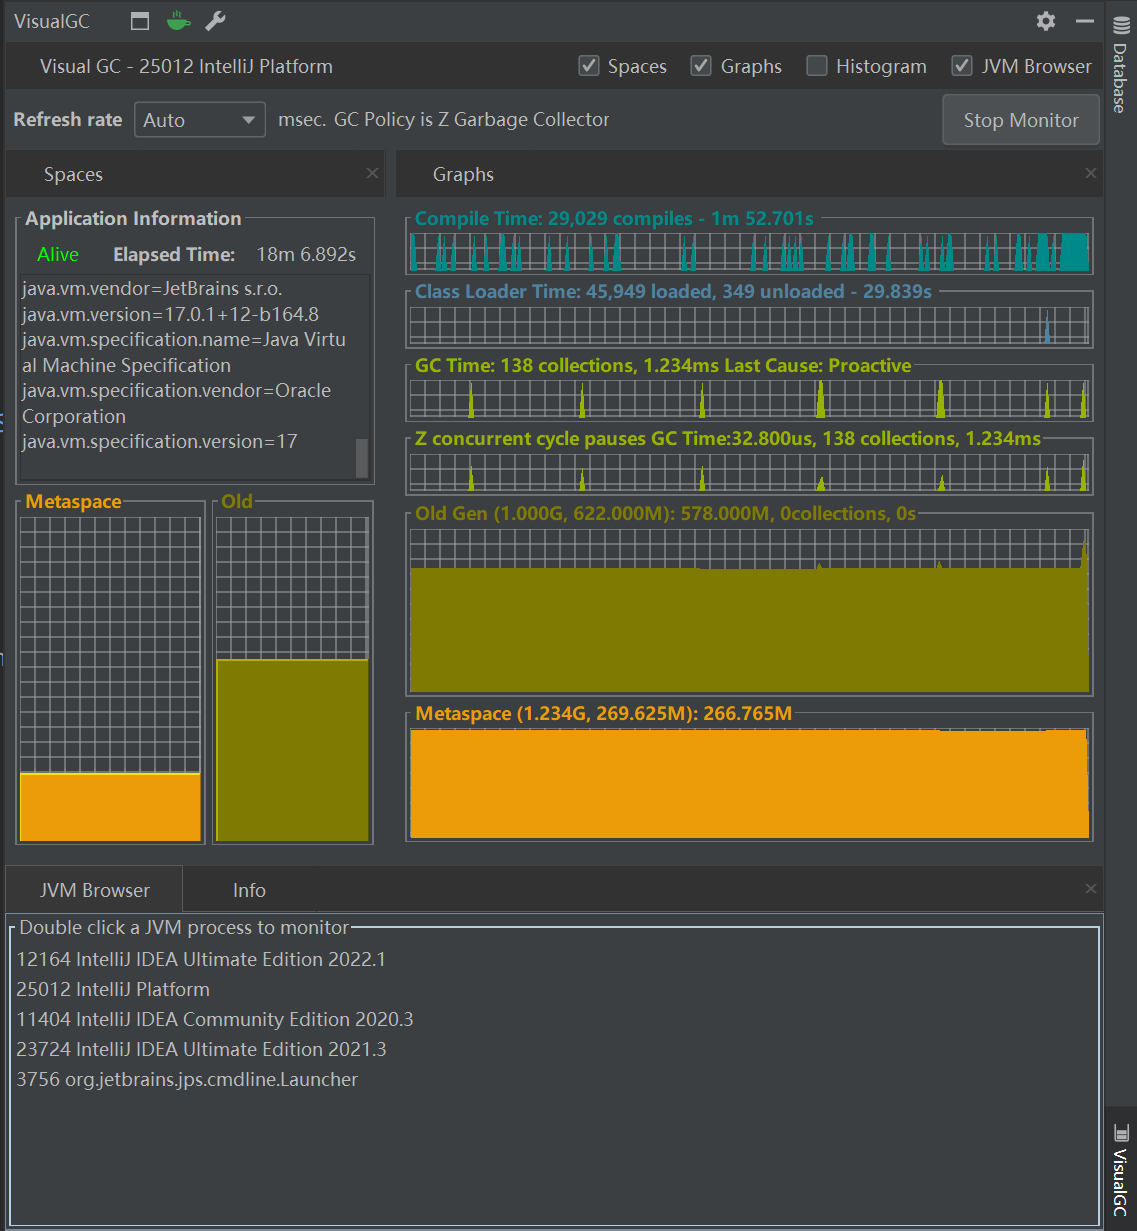 VisualGC
Visual GC - 25012 IntelliJ Platform
Spaces
Graphs
Histogram
JVM Browser
Refresh rate
Auto
msec. GC Policy is Z Garbage Collector
Stop Monitor
Spaces
Application Information
Alive
Elapsed Time:
18m 6.892s
java.vm.vendor=JetBrains s.r.o.
java.vm.version=17.0.1+12-b164.8
java.vm.specification.name=Java Virtu
al Machine Specification
java.vm.specification.vendor=Oracle
Corporation
java.vm.specification.version=17
Metaspace
Old
Graphs
Compile Time: 29,029 compiles - 1m 52.701s
Class Loader Time: 45,949 loaded, 349 unloaded - 29.839s
GC Time: 138 collections, 1.234ms Last Cause: Proactive
Z concurrent cycle pauses GC Time:32.800us, 138 collections, 1.234ms
Old Gen (1.000G, 622.000M): 578.000M, 0collections, 0s
Metaspace (1.234G, 269.625M): 266.765M
JVM Browser
Info
Double click a JVM process to monitor
12164 IntelliJ IDEA Ultimate Edition 2022.1
25012 IntelliJ Platform
11404 IntelliJ IDEA Community Edition 2020.3
23724 IntelliJ IDEA Ultimate Edition 2021.3
3756 org.jetbrains.jps.cmdline.Launcher
Database
VisualGC